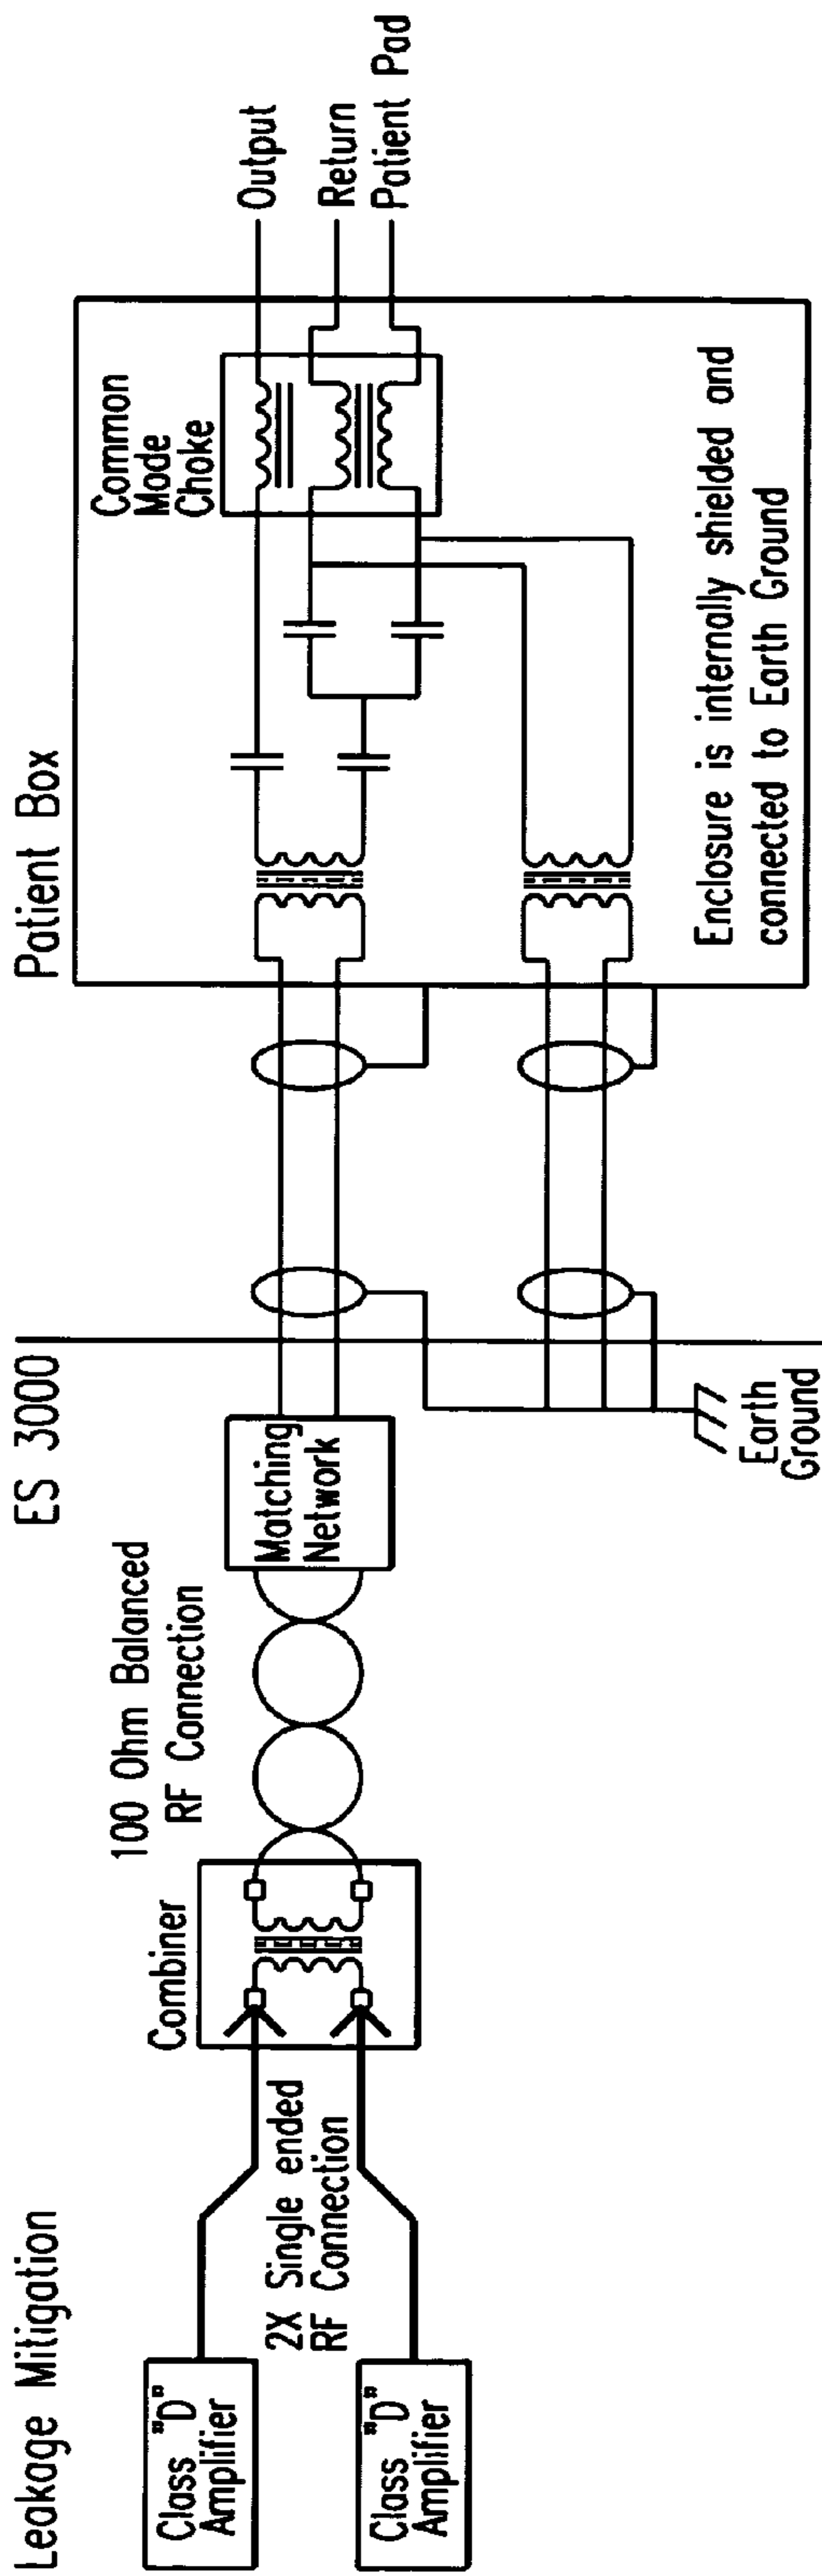 Leakage Mitigation
ES 3000
Patient Box
Class "D"
Amplifier
Class "D"
Amplifier
2X Single ended
RF Connection
Combiner
100 Ohm Balanced
RF Connection
Matching
Network
Earth
Ground
Common
Mode
Choke
Output
Return
Patient Pad
Enclosure is internally shielded and
connected to Earth Ground